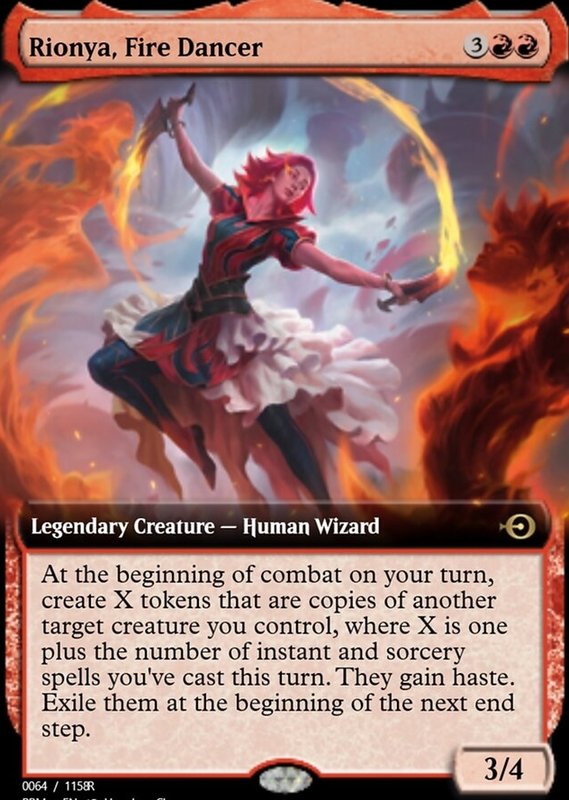 Rionya, Fire Dancer 3
Legendary Creature — Human Wizard
At the beginning of combat on your turn,
create X tokens that are copies of another
target creature you control, where X is one
plus the number of instant and sorcery
spells you've cast this turn. They gain haste.
Exile them at the beginning of the next end
step.
3/4
0064 / 1158R